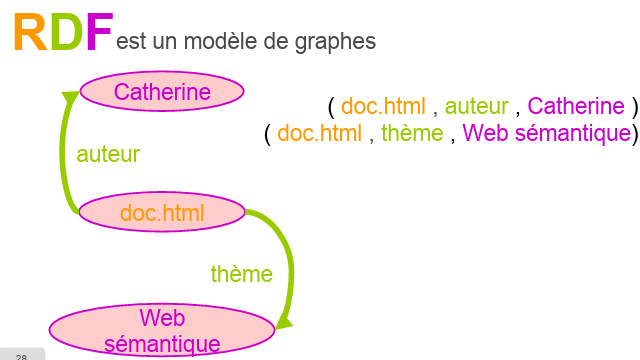 RDF est un modèle de graphes
Catherine
( doc.html , auteur , Catherine )
( doc.html , thème , Web sémantique)
auteur
doc.html
thème
Web
sémantique
28